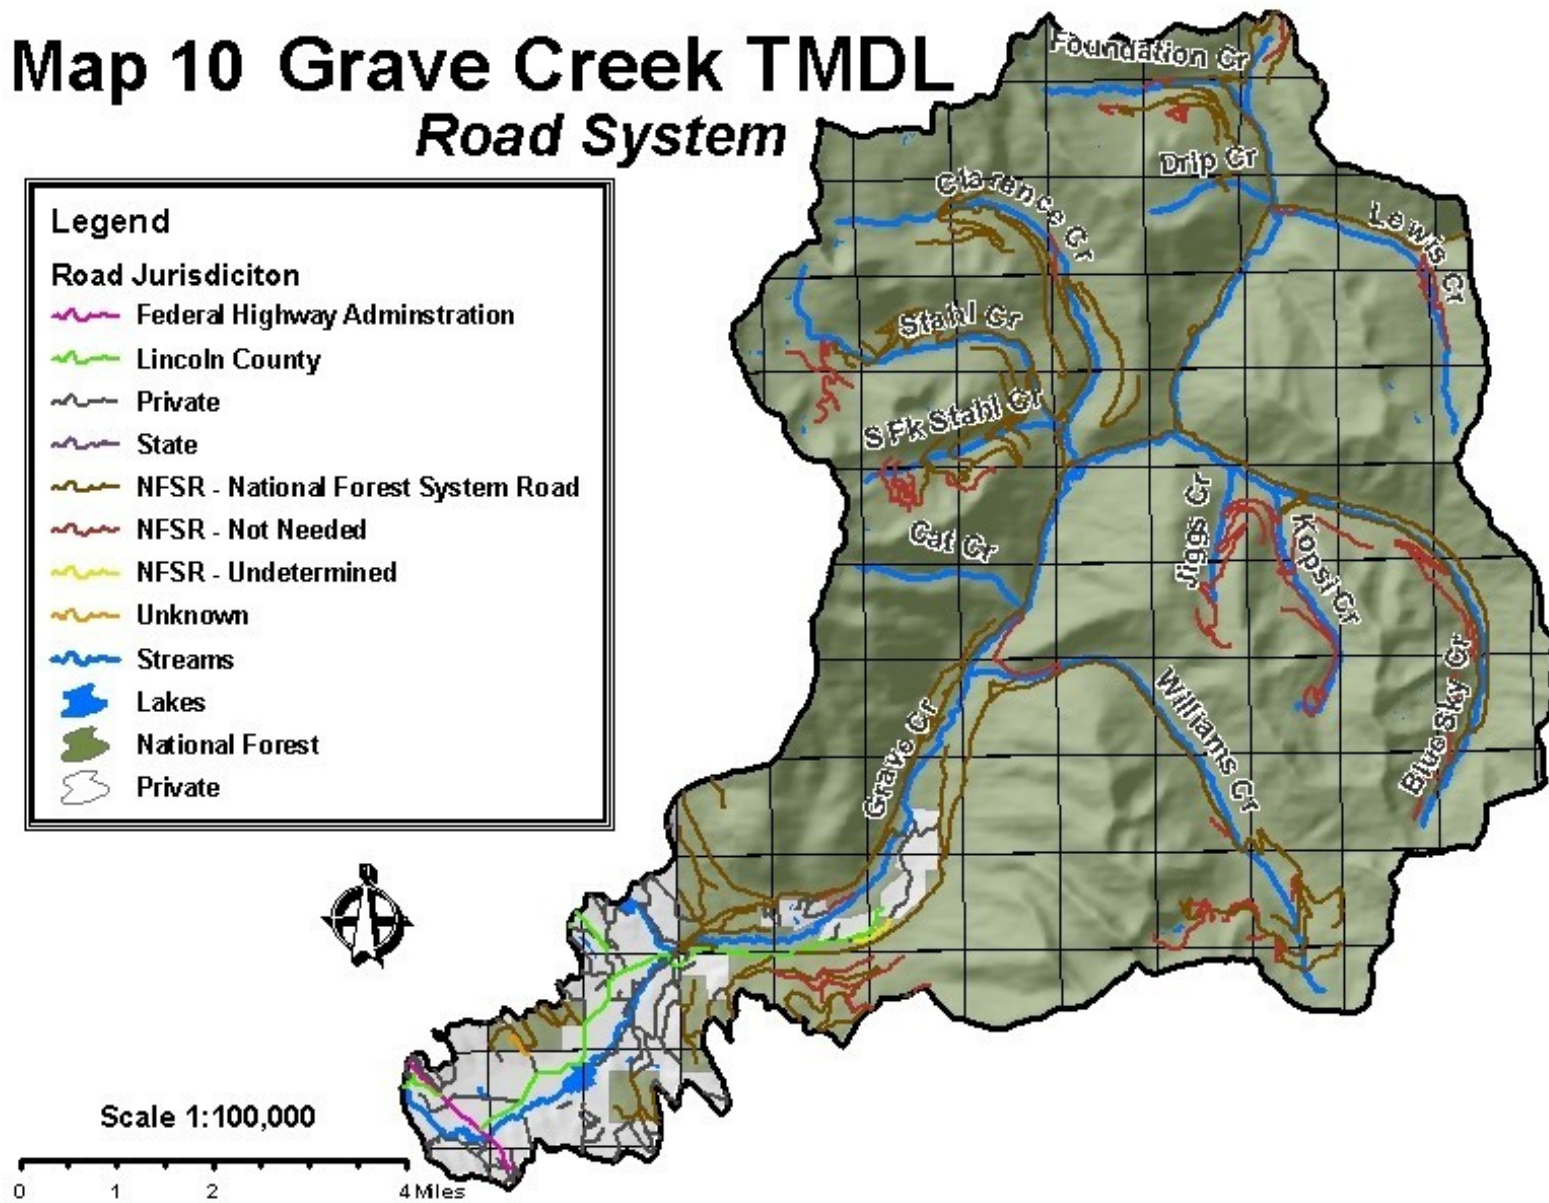 Map 10 Grave Creek TMDL
Road System
Legend
Road Jurisdiciton
Federal Highway Adminstration
Lincoln County
Private
State
NFSR - National Forest System Road
NFSR - Not Needed
NFSR - Undetermined
Unknown
Streams
Lakes
National Forest
Private
Foundation Cr
Drip Cr
Clarence Cr
Lewis Cr
Stahl Cr
S Fk Stahl Cr
Cat Cr
Jiggs Cr
Kopsi Cr
Blue Sky Cr
Williams Cr
Grave Cr
Scale 1:100,000
0 1 2 4 Miles